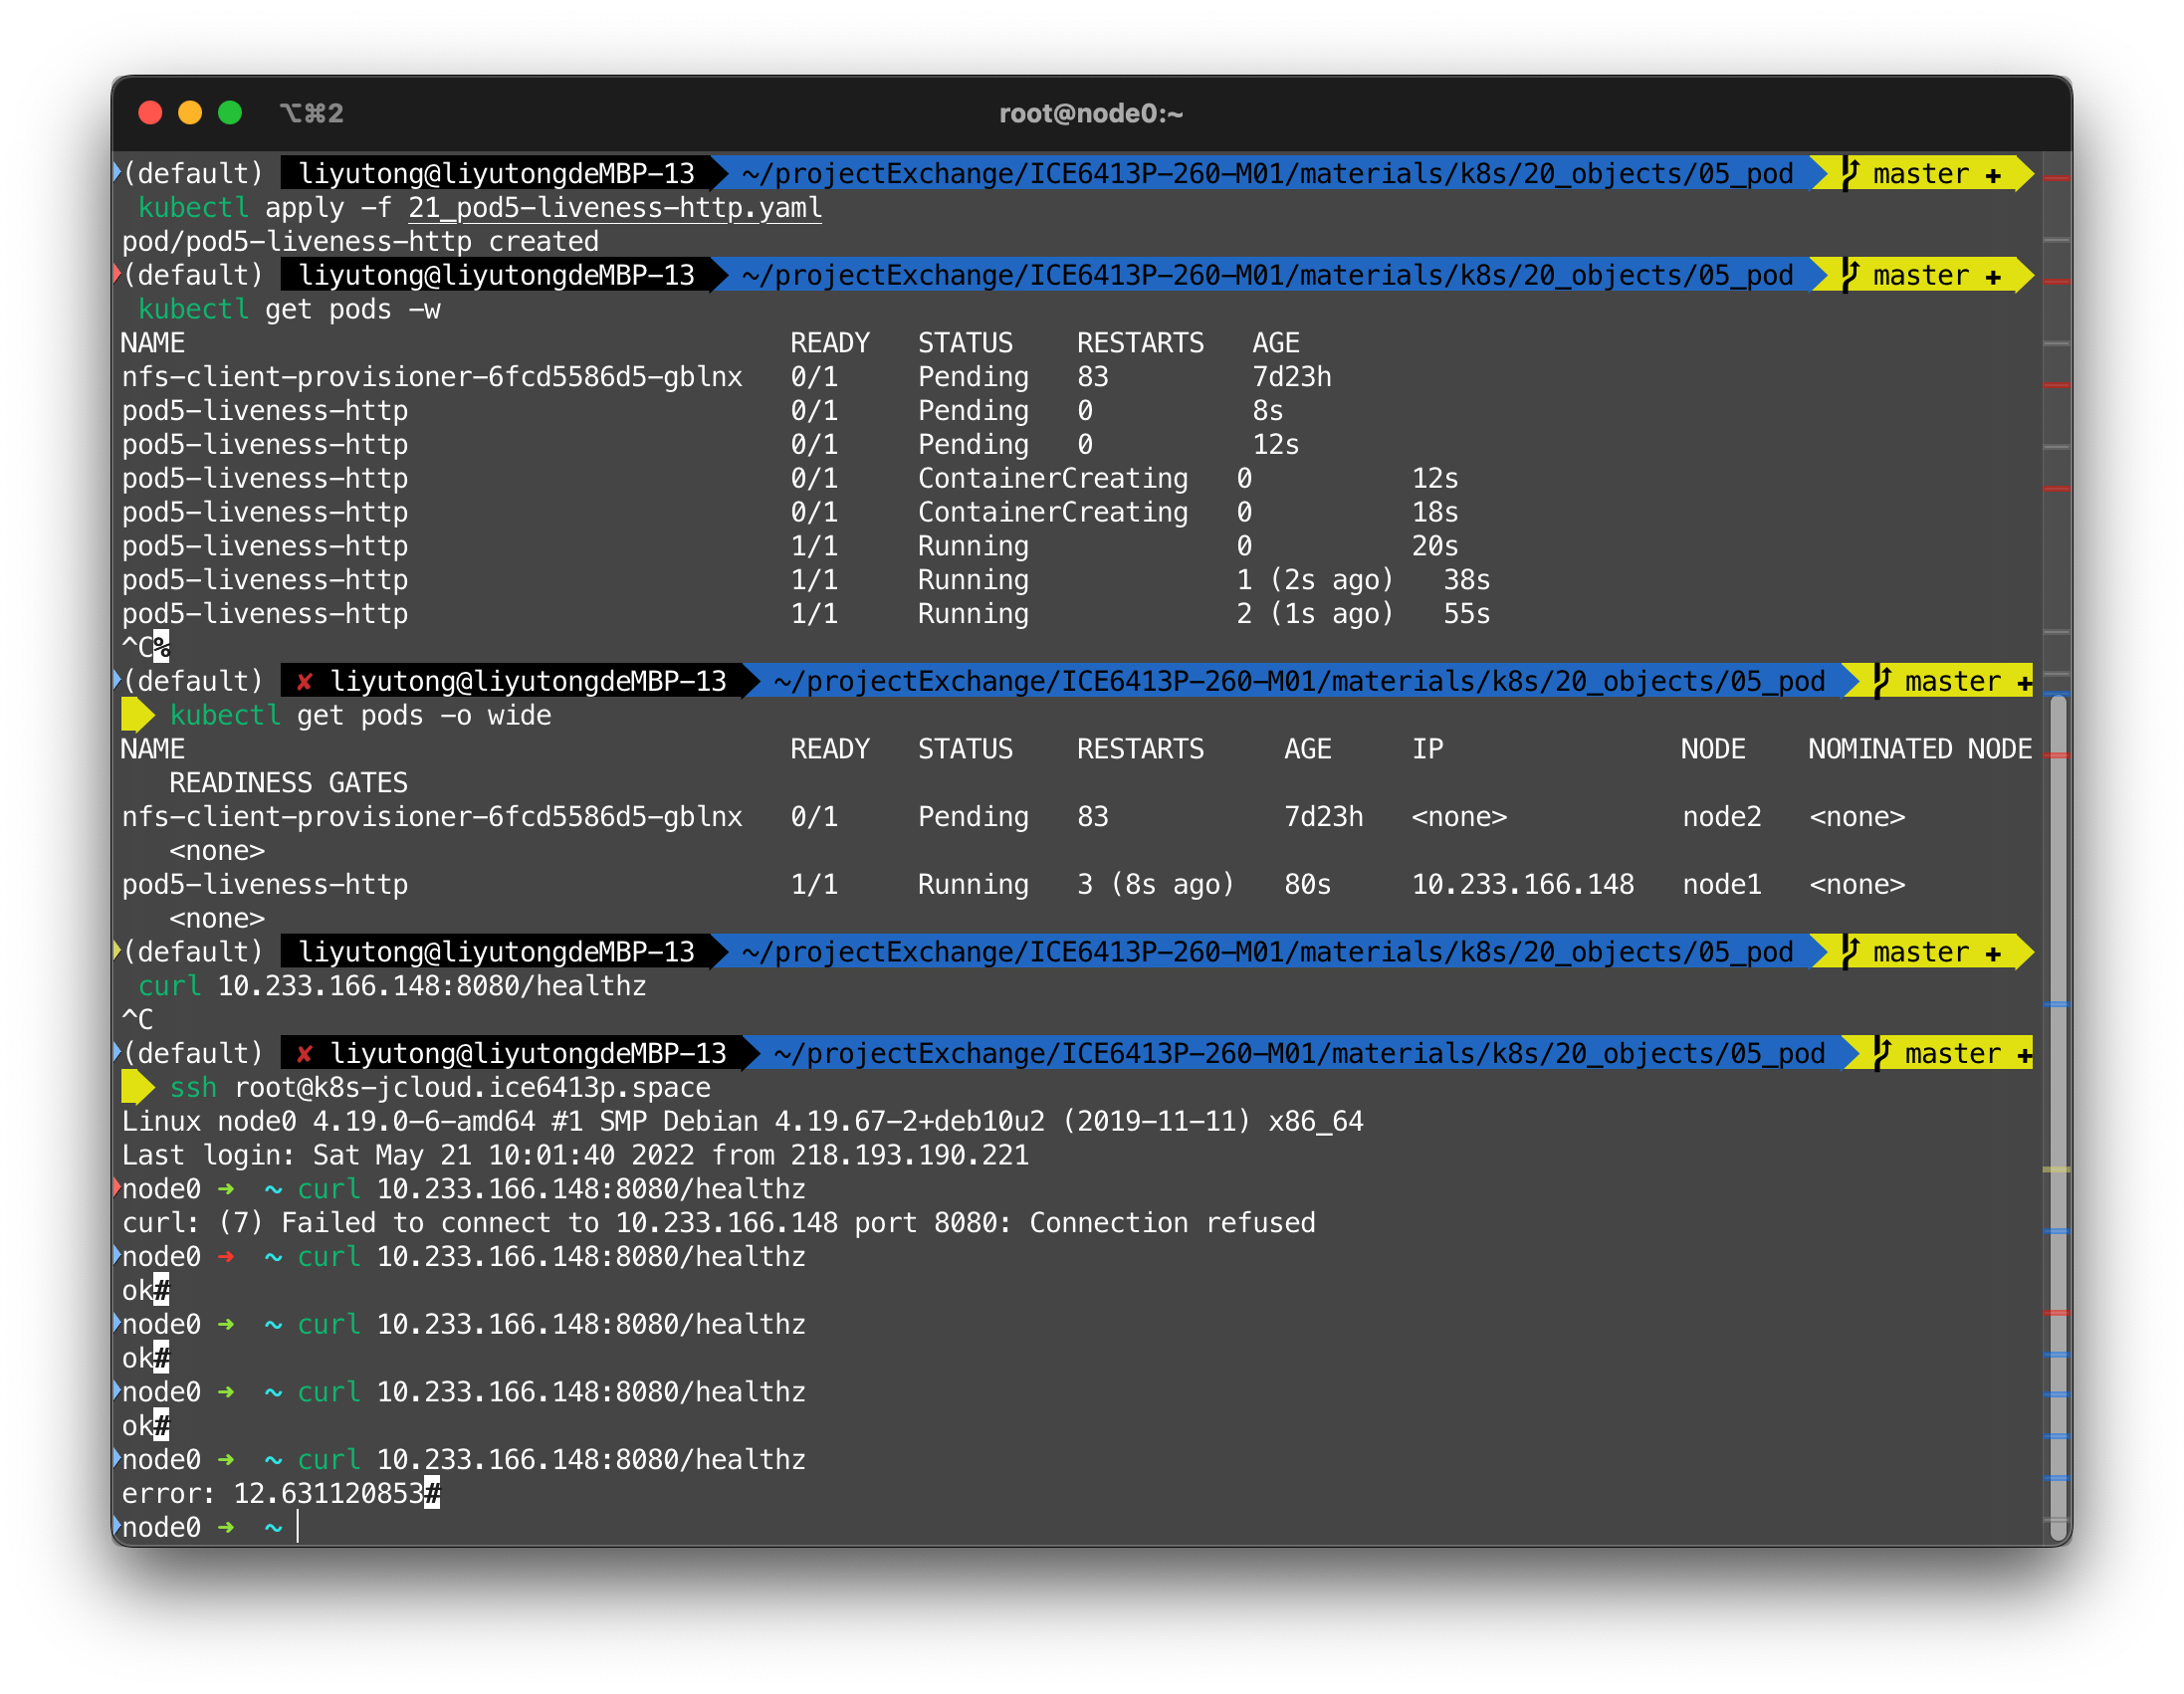 ⌥⌘2 root@node0:~
(default) liyutong@liyutongdeMBP-13 ~/projectExchange/ICE6413P-260-M01/materials/k8s/20_objects/05_pod master +
kubectl apply -f 21_pod5-liveness-http.yaml
pod/pod5-liveness-http created
(default) liyutong@liyutongdeMBP-13 ~/projectExchange/ICE6413P-260-M01/materials/k8s/20_objects/05_pod master +
kubectl get pods -w
NAME READY STATUS RESTARTS AGE
nfs-client-provisioner-6fcd5586d5-gblnx 0/1 Pending 83 7d23h
pod5-liveness-http 0/1 Pending 0 8s
pod5-liveness-http 0/1 Pending 0 12s
pod5-liveness-http 0/1 ContainerCreating 0 12s
pod5-liveness-http 0/1 ContainerCreating 0 18s
pod5-liveness-http 1/1 Running 0 20s
pod5-liveness-http 1/1 Running 1 (2s ago) 38s
pod5-liveness-http 1/1 Running 2 (1s ago) 55s
^C%
(default) ✘ liyutong@liyutongdeMBP-13 ~/projectExchange/ICE6413P-260-M01/materials/k8s/20_objects/05_pod master +
kubectl get pods -o wide
NAME READY STATUS RESTARTS AGE IP NODE NOMINATED NODE
READINESS GATES
nfs-client-provisioner-6fcd5586d5-gblnx 0/1 Pending 83 7d23h <none> node2 <none>
<none>
pod5-liveness-http 1/1 Running 3 (8s ago) 80s 10.233.166.148 node1 <none>
<none>
(default) liyutong@liyutongdeMBP-13 ~/projectExchange/ICE6413P-260-M01/materials/k8s/20_objects/05_pod master +
curl 10.233.166.148:8080/healthz
^C
(default) ✘ liyutong@liyutongdeMBP-13 ~/projectExchange/ICE6413P-260-M01/materials/k8s/20_objects/05_pod master +
ssh root@k8s-jcloud.ice6413p.space
Linux node0 4.19.0-6-amd64 #1 SMP Debian 4.19.67-2+deb10u2 (2019-11-11) x86_64
Last login: Sat May 21 10:01:40 2022 from 218.193.190.221
node0 ➜ ~ curl 10.233.166.148:8080/healthz
curl: (7) Failed to connect to 10.233.166.148 port 8080: Connection refused
node0 ➜ ~ curl 10.233.166.148:8080/healthz
ok#
node0 ➜ ~ curl 10.233.166.148:8080/healthz
ok#
node0 ➜ ~ curl 10.233.166.148:8080/healthz
ok#
node0 ➜ ~ curl 10.233.166.148:8080/healthz
error: 12.631120853#
node0 ➜ ~